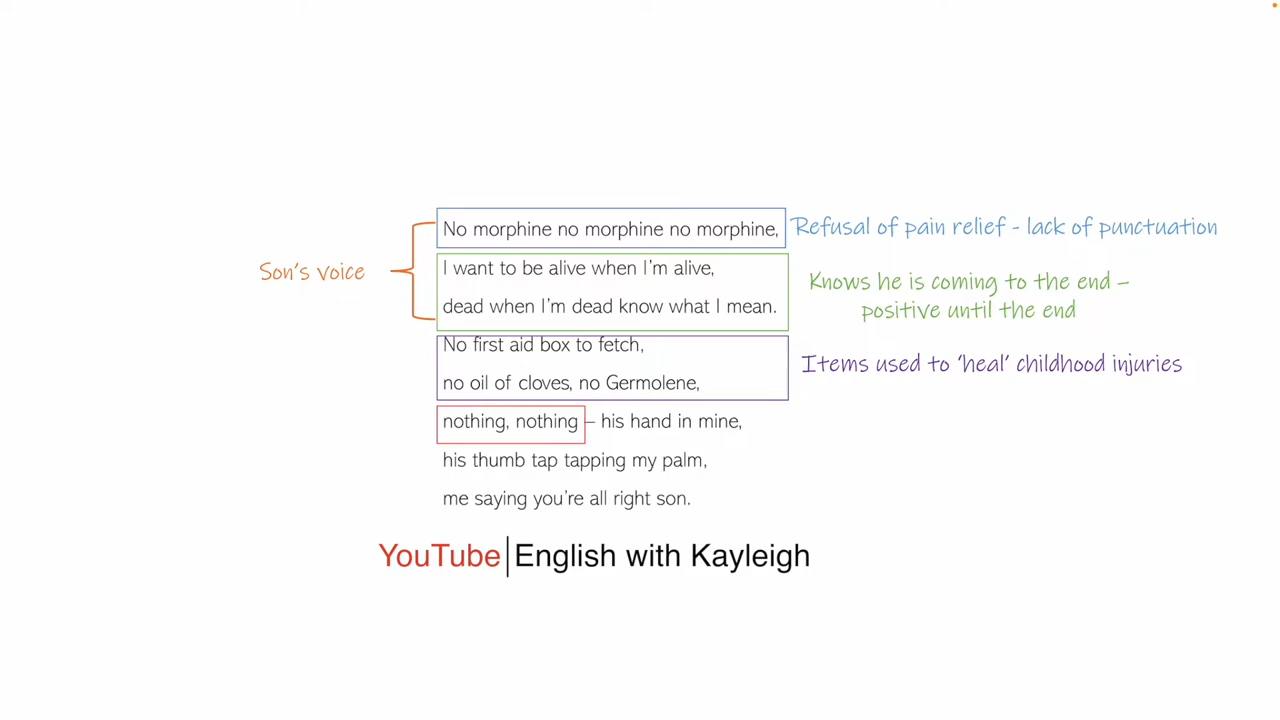 No morphine no morphine no morphine,
Refusal of pain relief - lack of punctuation
Son's voice
I want to be alive when I'm alive,
dead when I'm dead know what I mean.
Knows he is coming to the end –
positive until the end
No first aid box to fetch,
no oil of cloves, no Germolene,
Items used to 'heal' childhood injuries
nothing, nothing – his hand in mine,
his thumb tap tapping my palm,
me saying you're all right son.
YouTube|English with Kayleigh